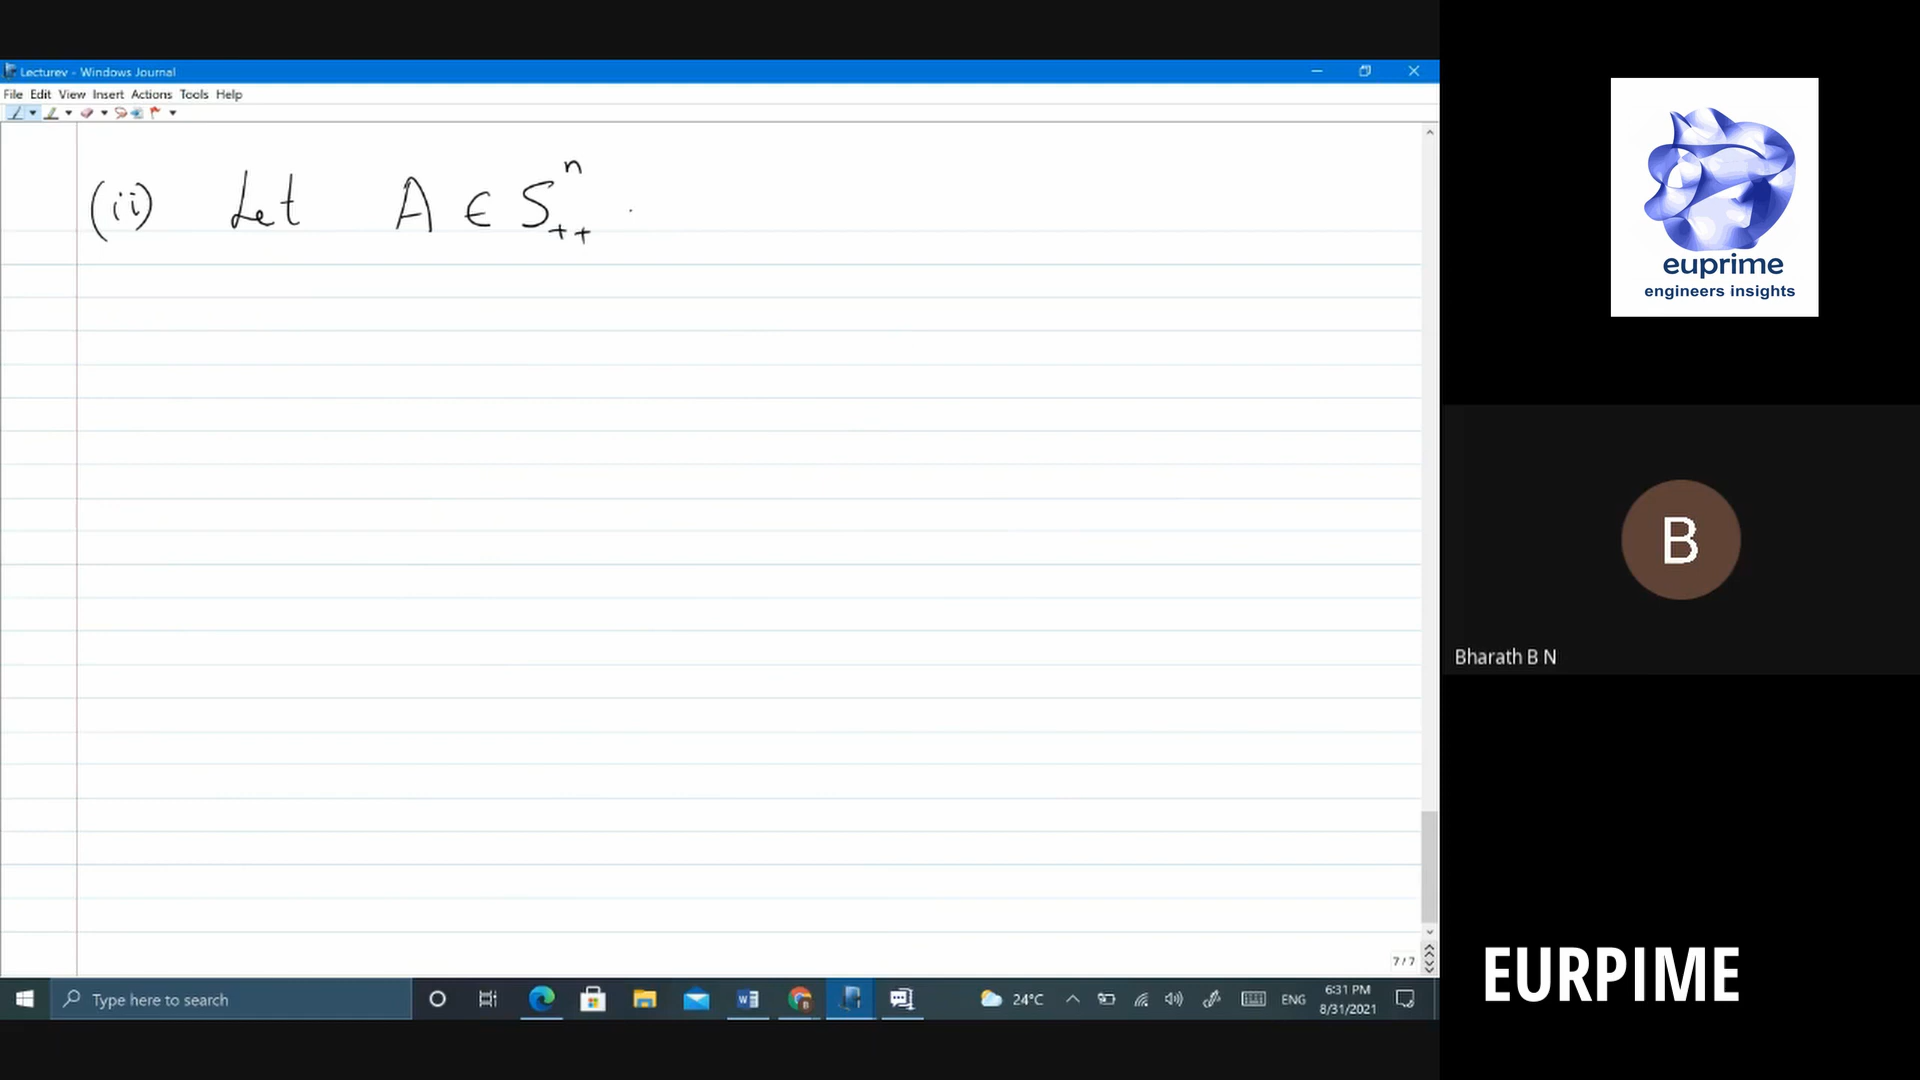 Lecturev - Windows Journal
File Edit View Insert Actions Tools Help
(ii) Let A ∈ S₊₊ⁿ .
euprime
engineers insights
B
Bharath B N
EURPIME
7 / 7
Type here to search
24°C
ENG
6:31 PM
8/31/2021